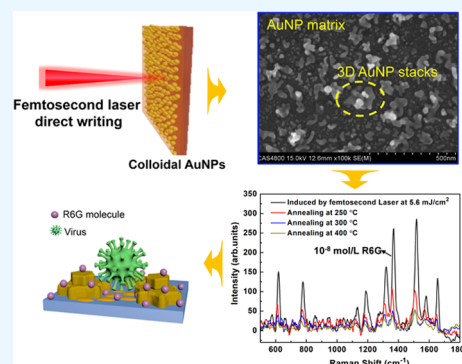 Femtosecond laser
direct writing
Colloidal AuNPs
AuNP matrix
3D AuNP stacks
CAS4800 15.0kV 12.6mm x100k SE(M)
500nm
R6G molecule
Virus
Induced by femtosecond Laser at 5.6 mJ/cm²
Annealing at 250 °C
Annealing at 300 °C
Annealing at 400 °C
10⁻⁸ mol/L R6G
Intensity (arb.units)
350
300
250
200
150
100
50
0
600 800 1000 1200 1400 1600
Raman Shift (cm⁻¹)